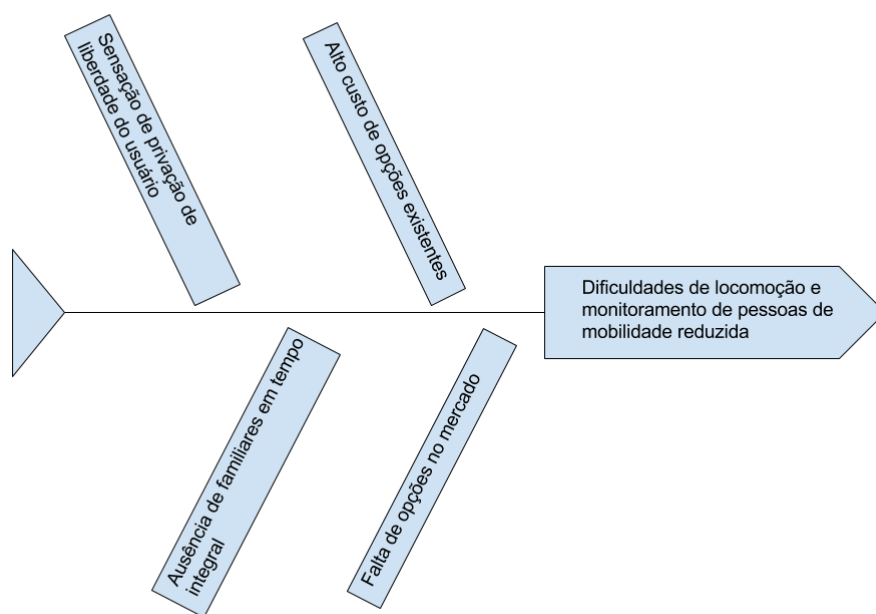 Sensação de privação de
liberdade do usuário
Alto custo de opções existentes
Dificuldades de locomoção e
monitoramento de pessoas de
mobilidade reduzida
Ausência de familiares em tempo
integral
Falta de opções no mercado